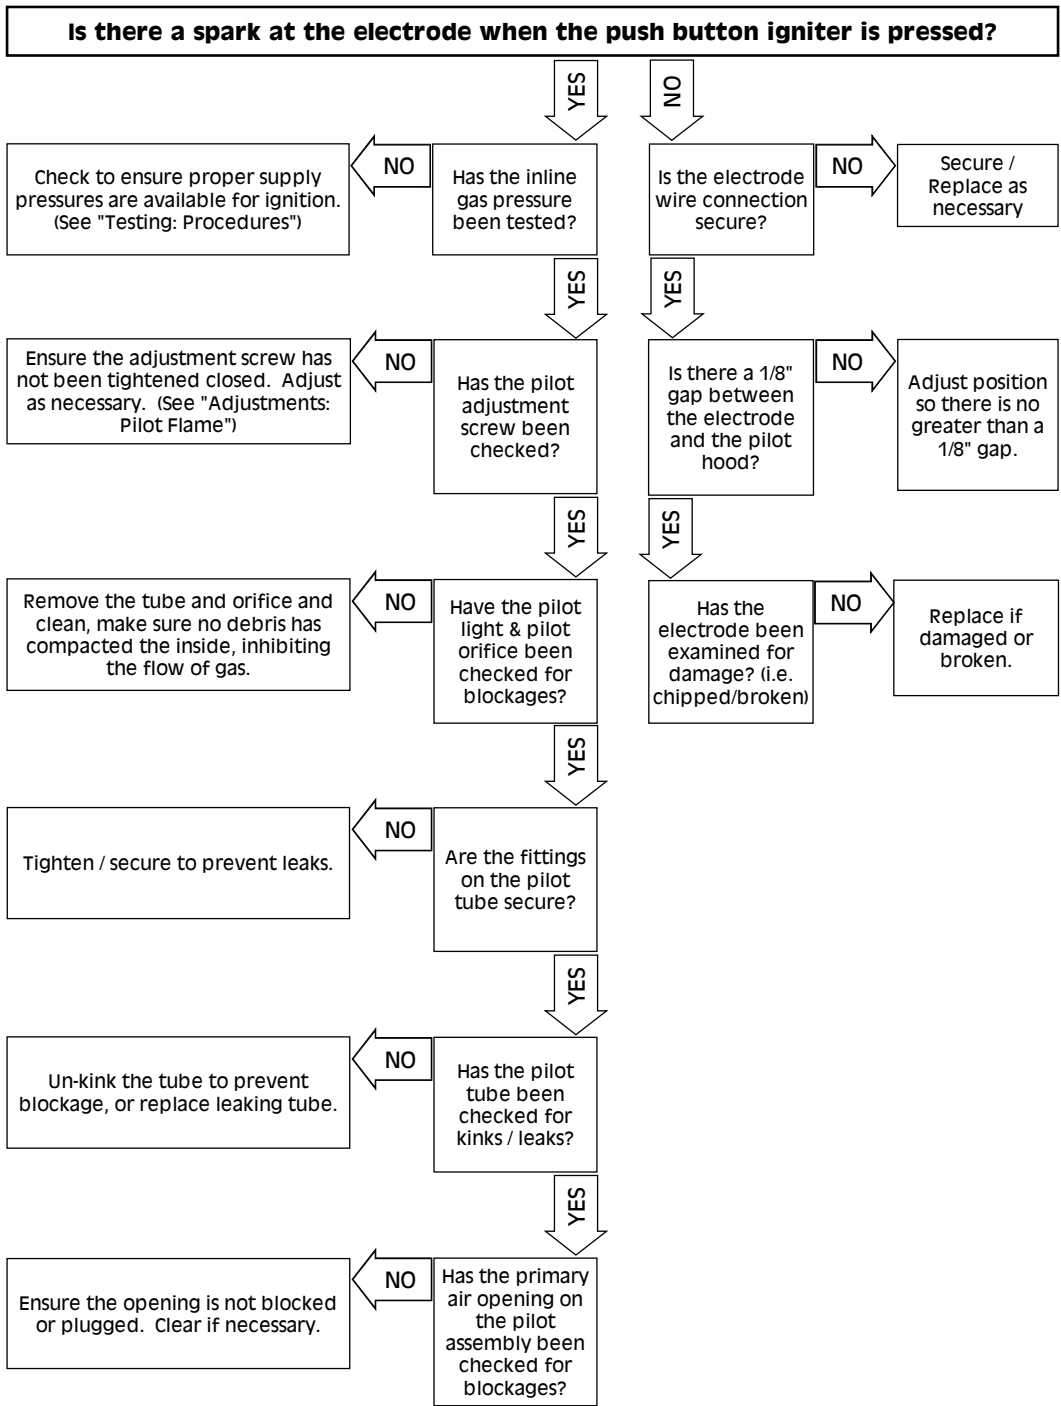 Is there a spark at the electrode when the push button igniter is pressed?
YES
NO
Check to ensure proper supply
pressures are available for ignition.
(See "Testing: Procedures")
NO
Has the inline
gas pressure
been tested?
Is the electrode
wire connection
secure?
NO
Secure /
Replace as
necessary
YES
YES
Ensure the adjustment screw has
not been tightened closed.  Adjust
as necessary.  (See "Adjustments:
Pilot Flame")
NO
Has the pilot
adjustment
screw been
checked?
Is there a 1/8"
gap between
the electrode
and the pilot
hood?
NO
Adjust position
so there is no
greater than a
1/8" gap.
YES
YES
Remove the tube and orifice and
clean, make sure no debris has
compacted the inside, inhibiting
the flow of gas.
NO
Have the pilot
light & pilot
orifice been
checked for
blockages?
Has the
electrode been
examined for
damage? (i.e.
chipped/broken)
NO
Replace if
damaged or
broken.
YES
Tighten / secure to prevent leaks.
NO
Are the fittings
on the pilot
tube secure?
YES
Un-kink the tube to prevent
blockage, or replace leaking tube.
NO
Has the pilot
tube been
checked for
kinks / leaks?
YES
Ensure the opening is not blocked
or plugged.  Clear if necessary.
NO
Has the primary
air opening on
the pilot
assembly been
checked for
blockages?